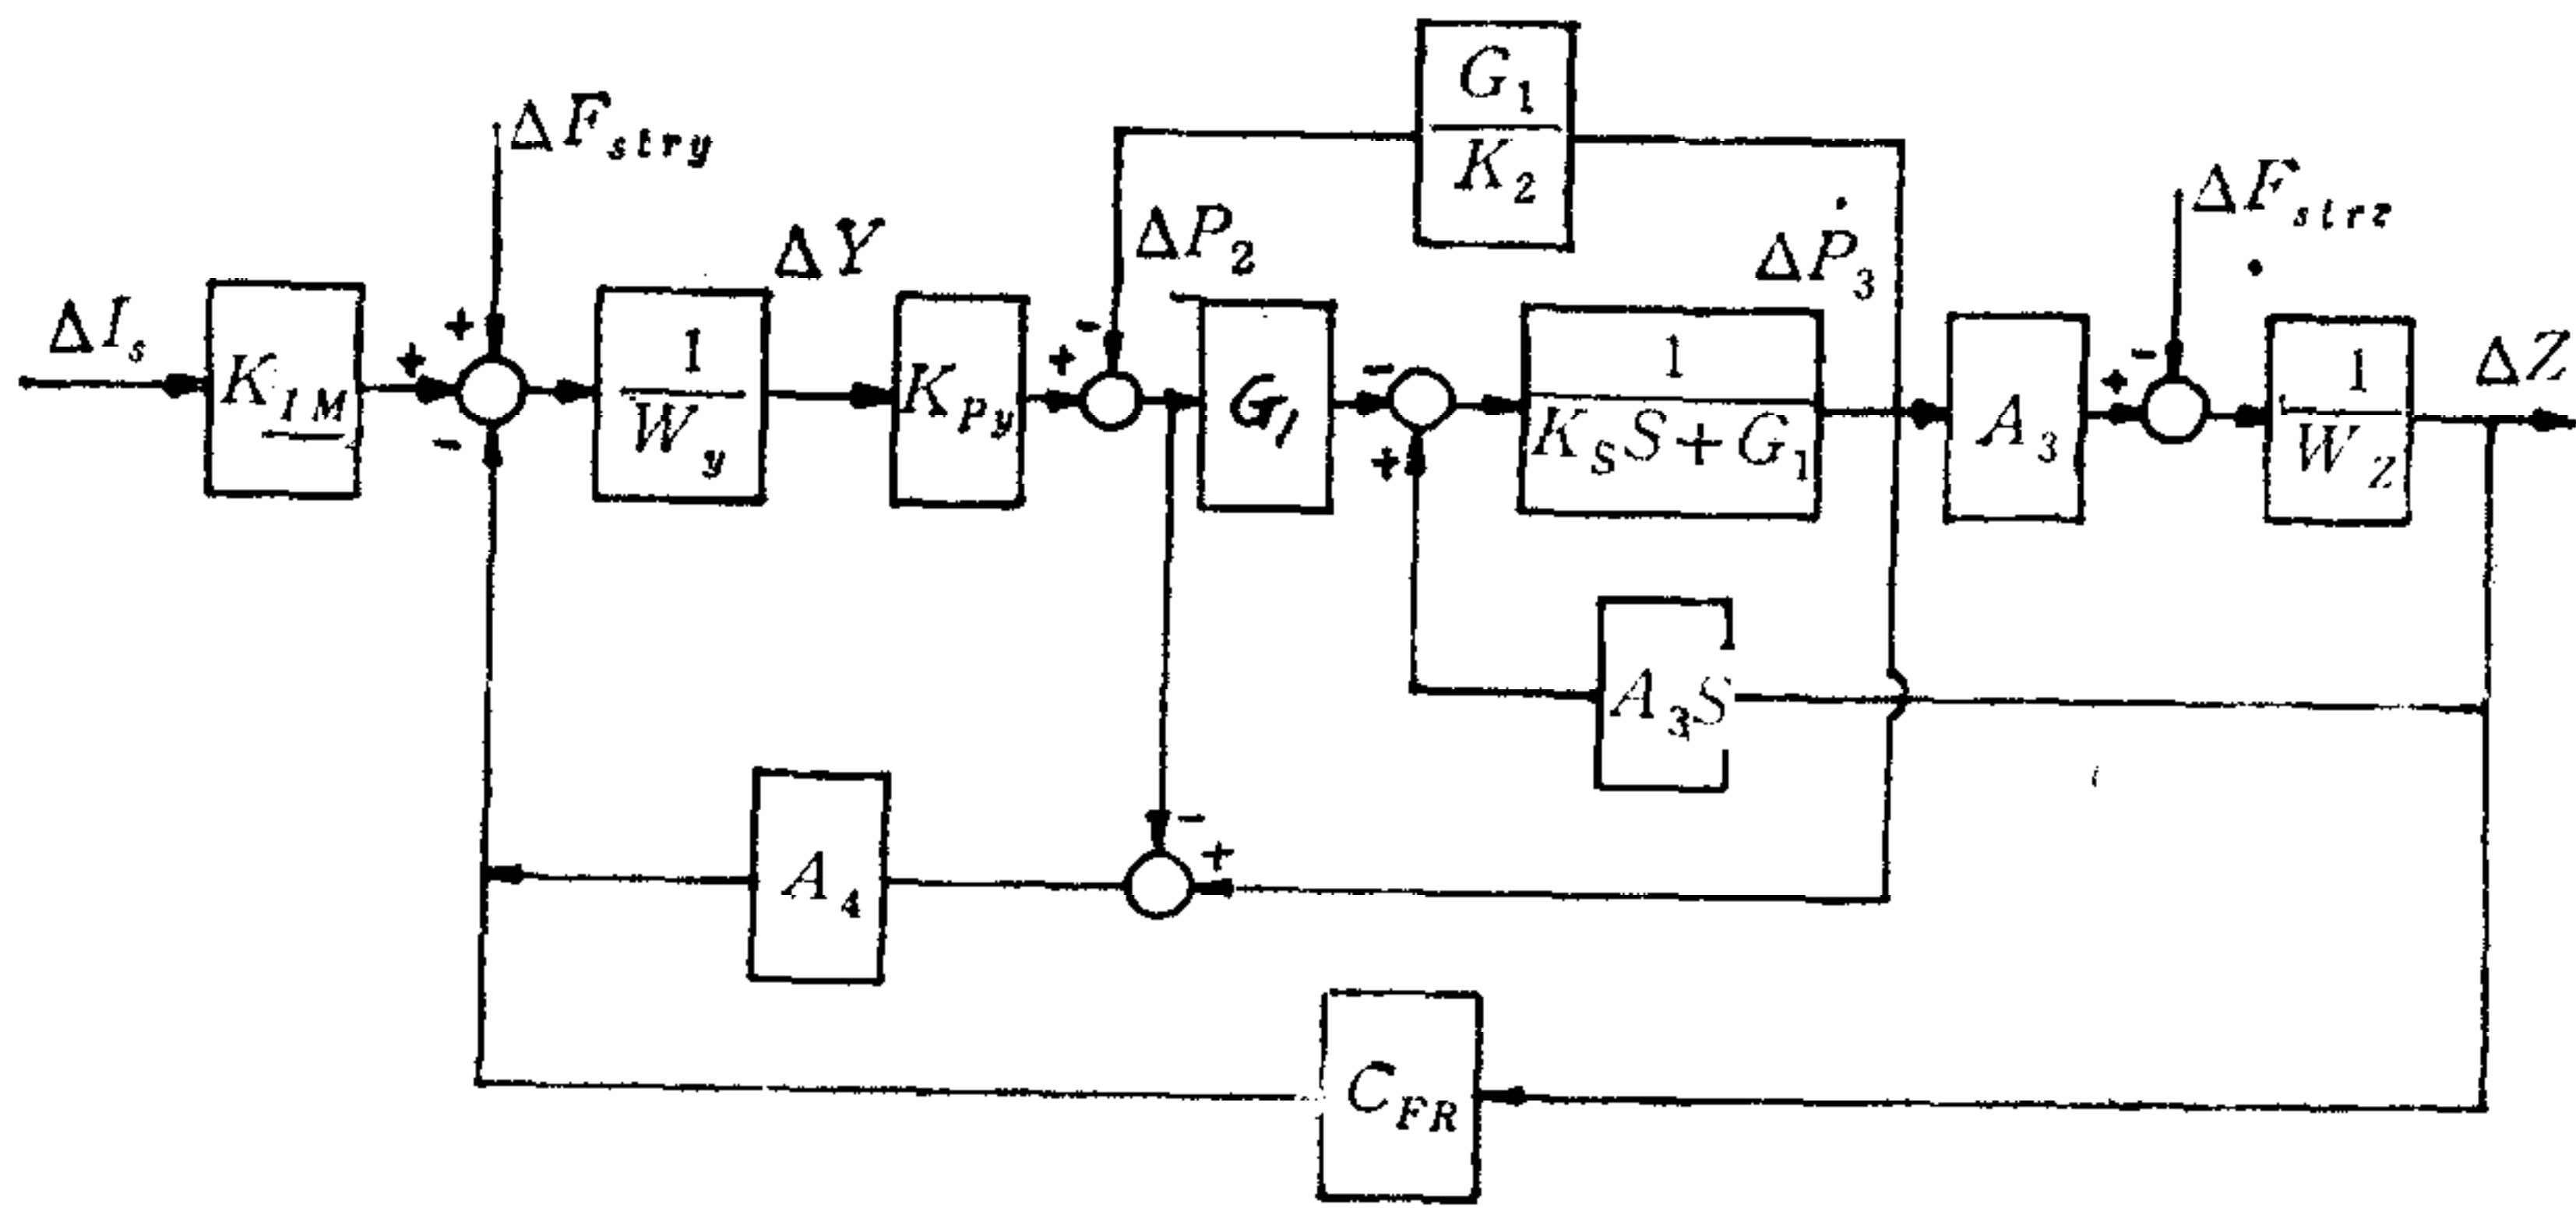 G₁
K₂
ΔF_stry
ΔP₂
ΔP₃
ΔF_strz
ΔI_s
K_IM
+
+
-
1
W_y
ΔY
K_Py
+
-
G₁
-
+
1
K_S S + G₁
A₃
+
-
1
W_Z
ΔZ
A₃S
-
+
A₄
C_FR